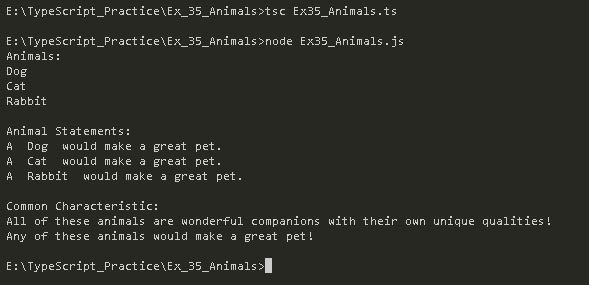 E:\TypeScript_Practice\Ex_35_Animals>tsc Ex35_Animals.ts
E:\TypeScript_Practice\Ex_35_Animals>node Ex35_Animals.js
Animals:
Dog
Cat
Rabbit
Animal Statements:
A  Dog  would make a great pet.
A  Cat  would make a great pet.
A  Rabbit  would make a great pet.
Common Characteristic:
All of these animals are wonderful companions with their own unique qualities!
Any of these animals would make a great pet!
E:\TypeScript_Practice\Ex_35_Animals>